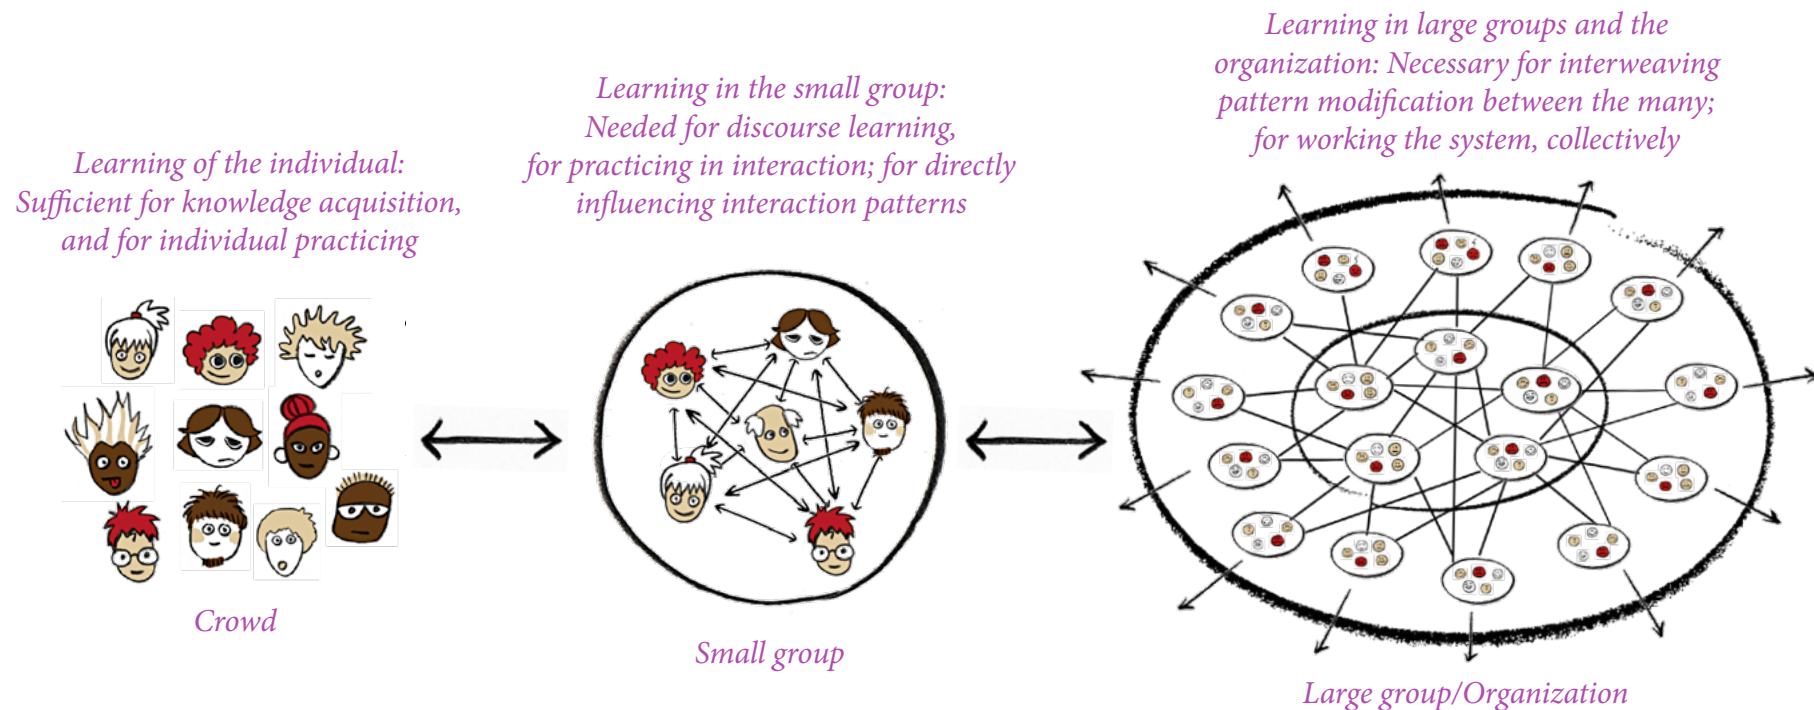 Learning of the individual:
Sufficient for knowledge acquisition,
and for individual practicing
Crowd
Learning in the small group:
Needed for discourse learning,
for practicing in interaction; for directly
influencing interaction patterns
Small group
Learning in large groups and the
organization: Necessary for interweaving
pattern modification between the many;
for working the system, collectively
Large group/Organization